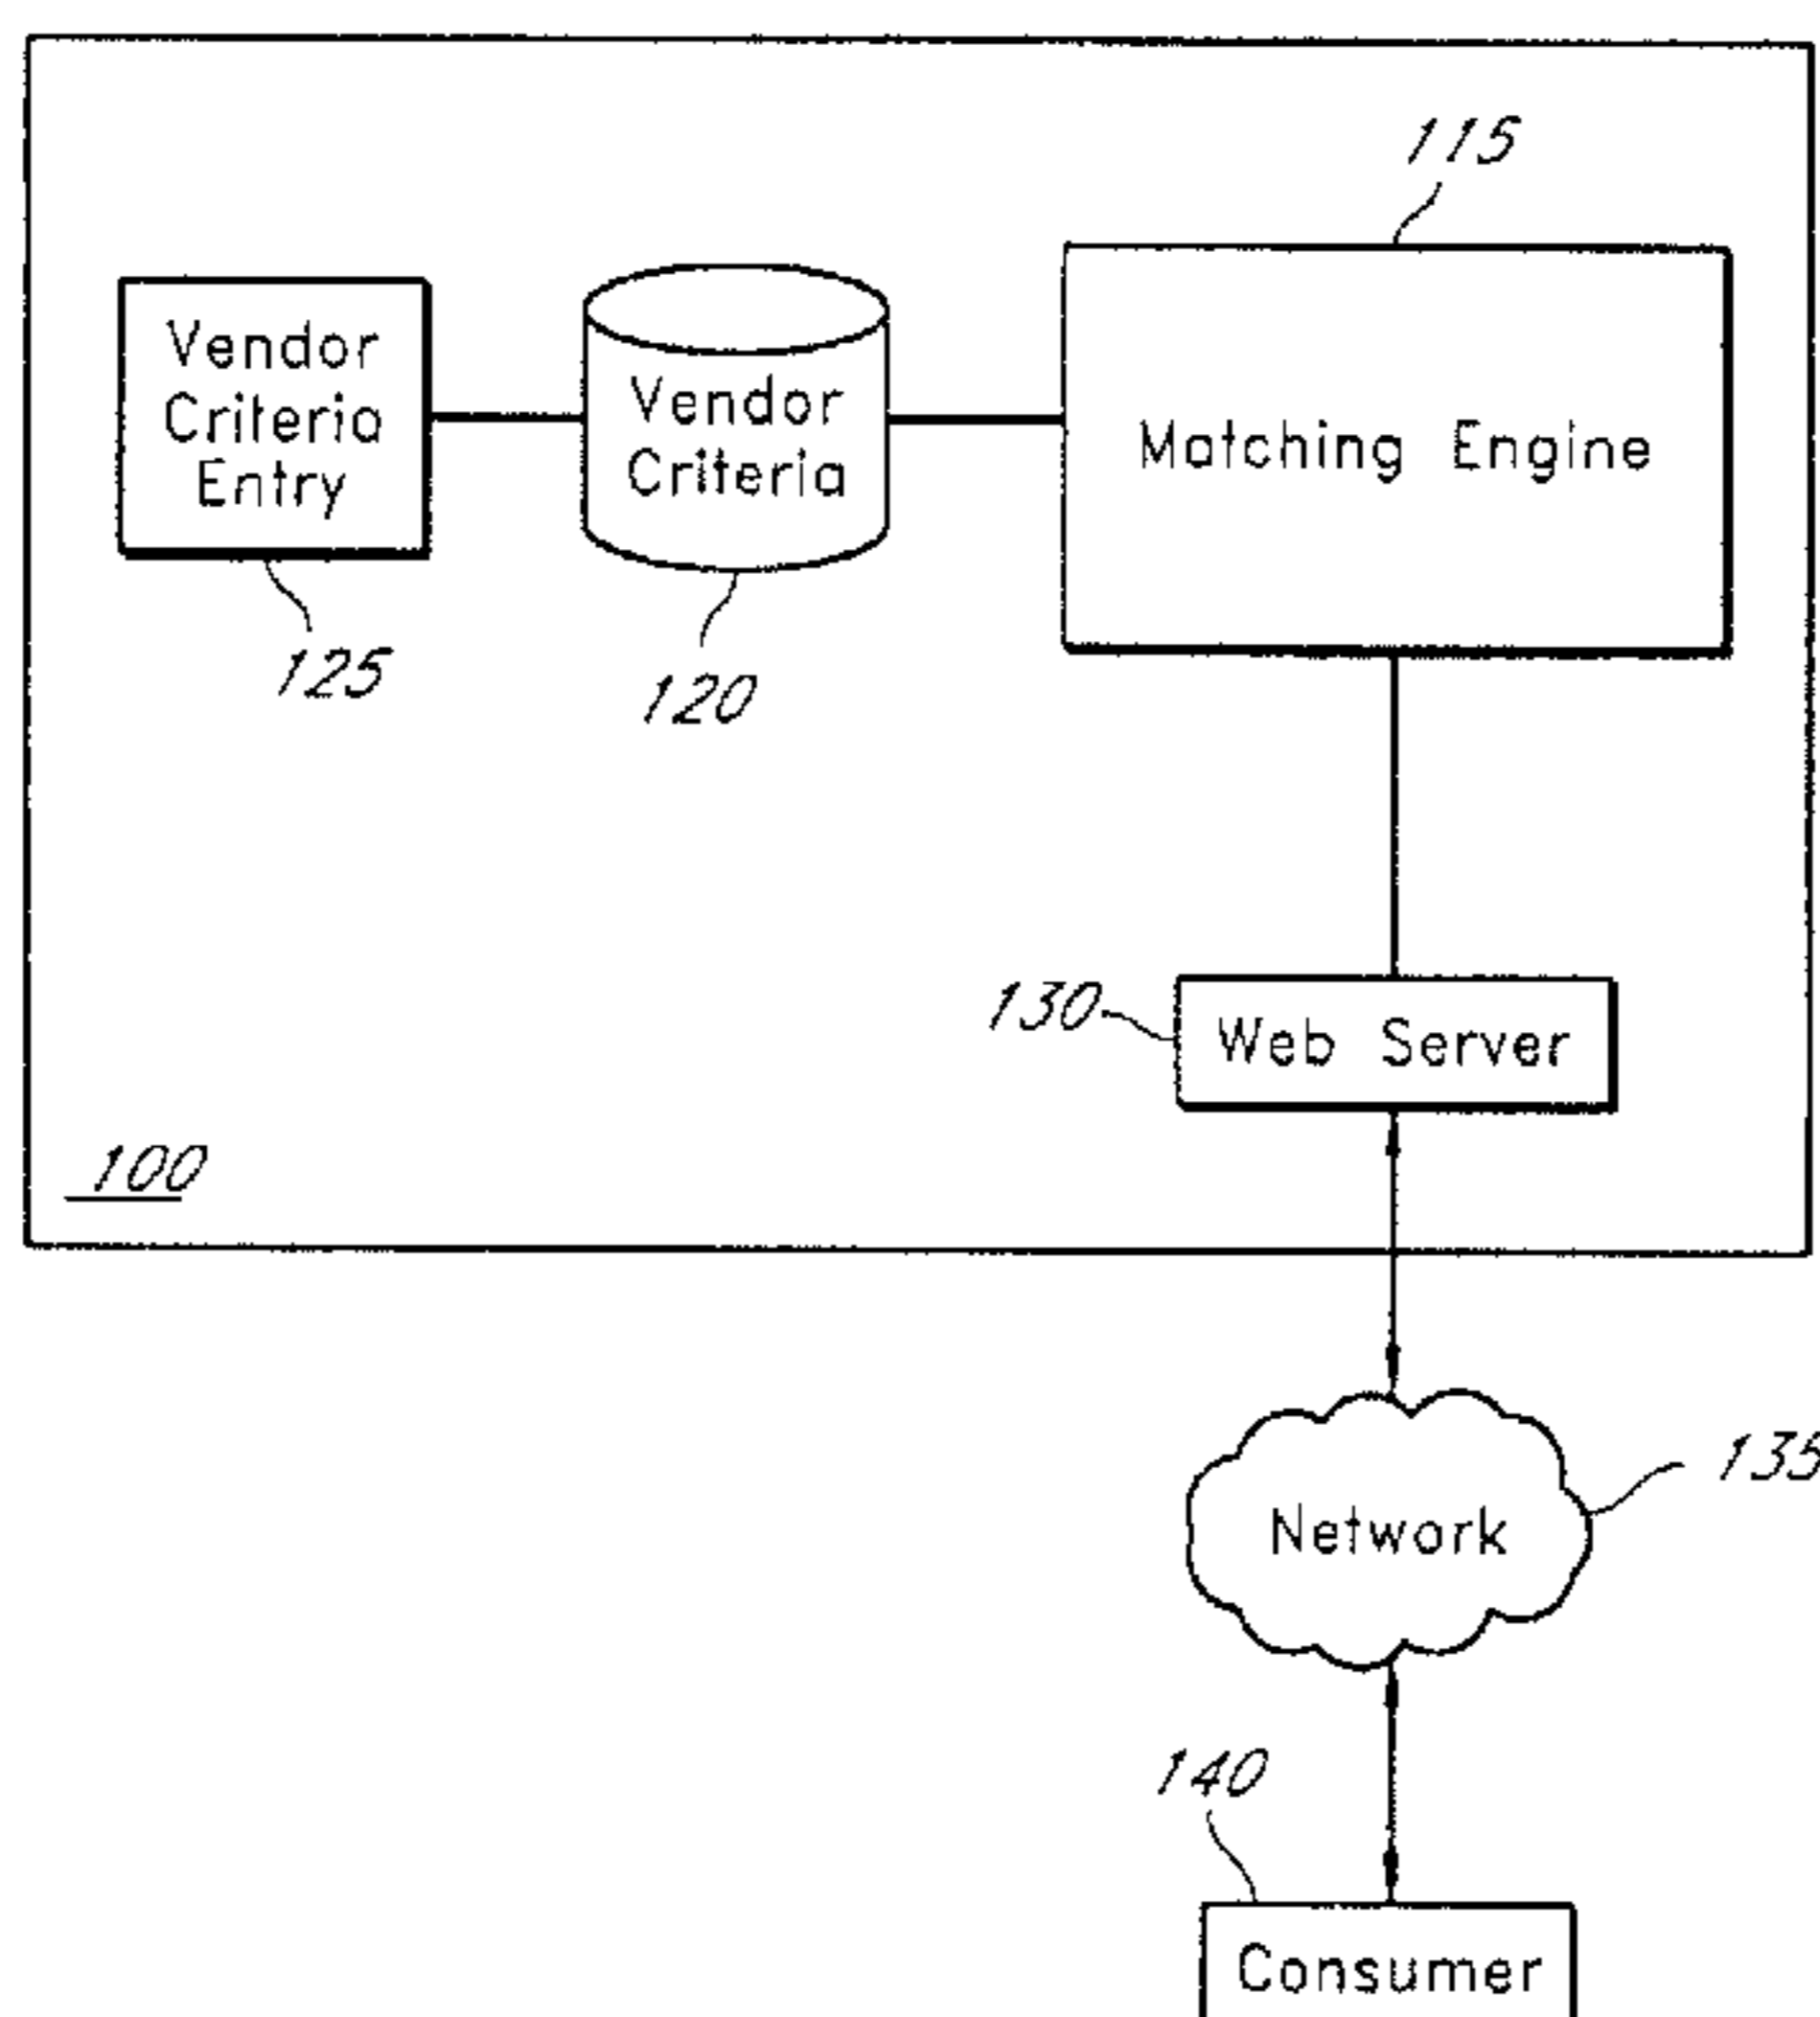 115
Vendor
Criteria
Entry
Vendor
Criteria
Matching Engine
125
120
130
Web Server
100
135
Network
140
Consumer